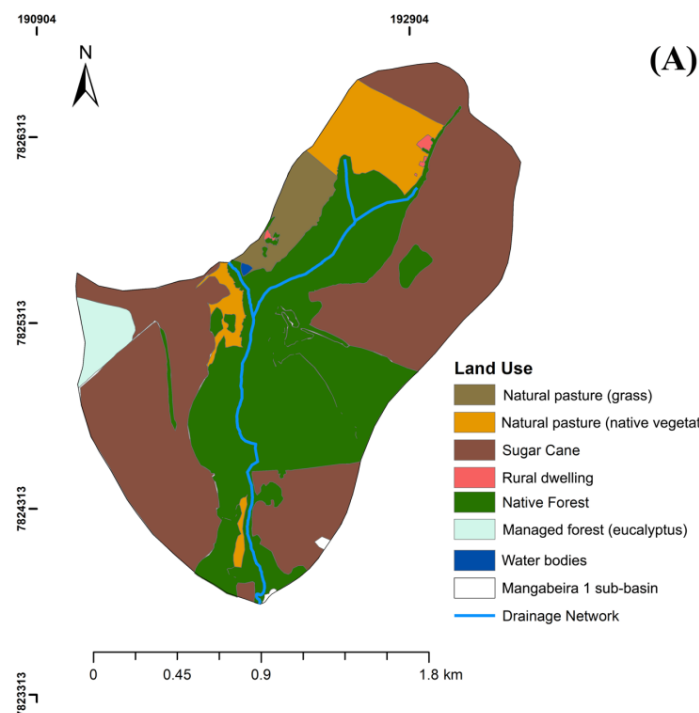 190904
192904
N
(A)
7826313
7825313
7824313
7823313
Land Use
Natural pasture (grass)
Natural pasture (native vegetat
Sugar Cane
Rural dwelling
Native Forest
Managed forest (eucalyptus)
Water bodies
Mangabeira 1 sub-basin
Drainage Network
0 0.45 0.9 1.8 km